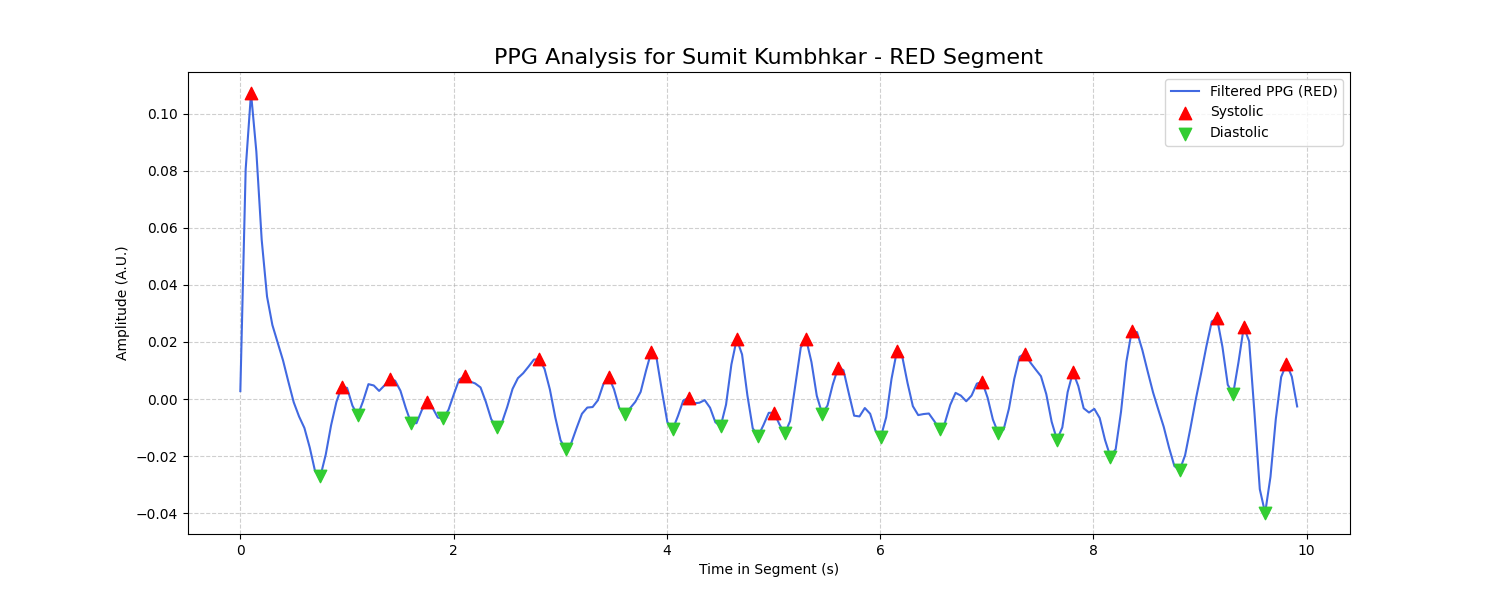 PPG Analysis for Sumit Kumbhkar - RED Segment
Filtered PPG (RED)
Systolic
Diastolic
Amplitude (A.U.)
0.10
0.08
0.06
0.04
0.02
0.00
−0.02
−0.04
0 2 4 6 8 10
Time in Segment (s)